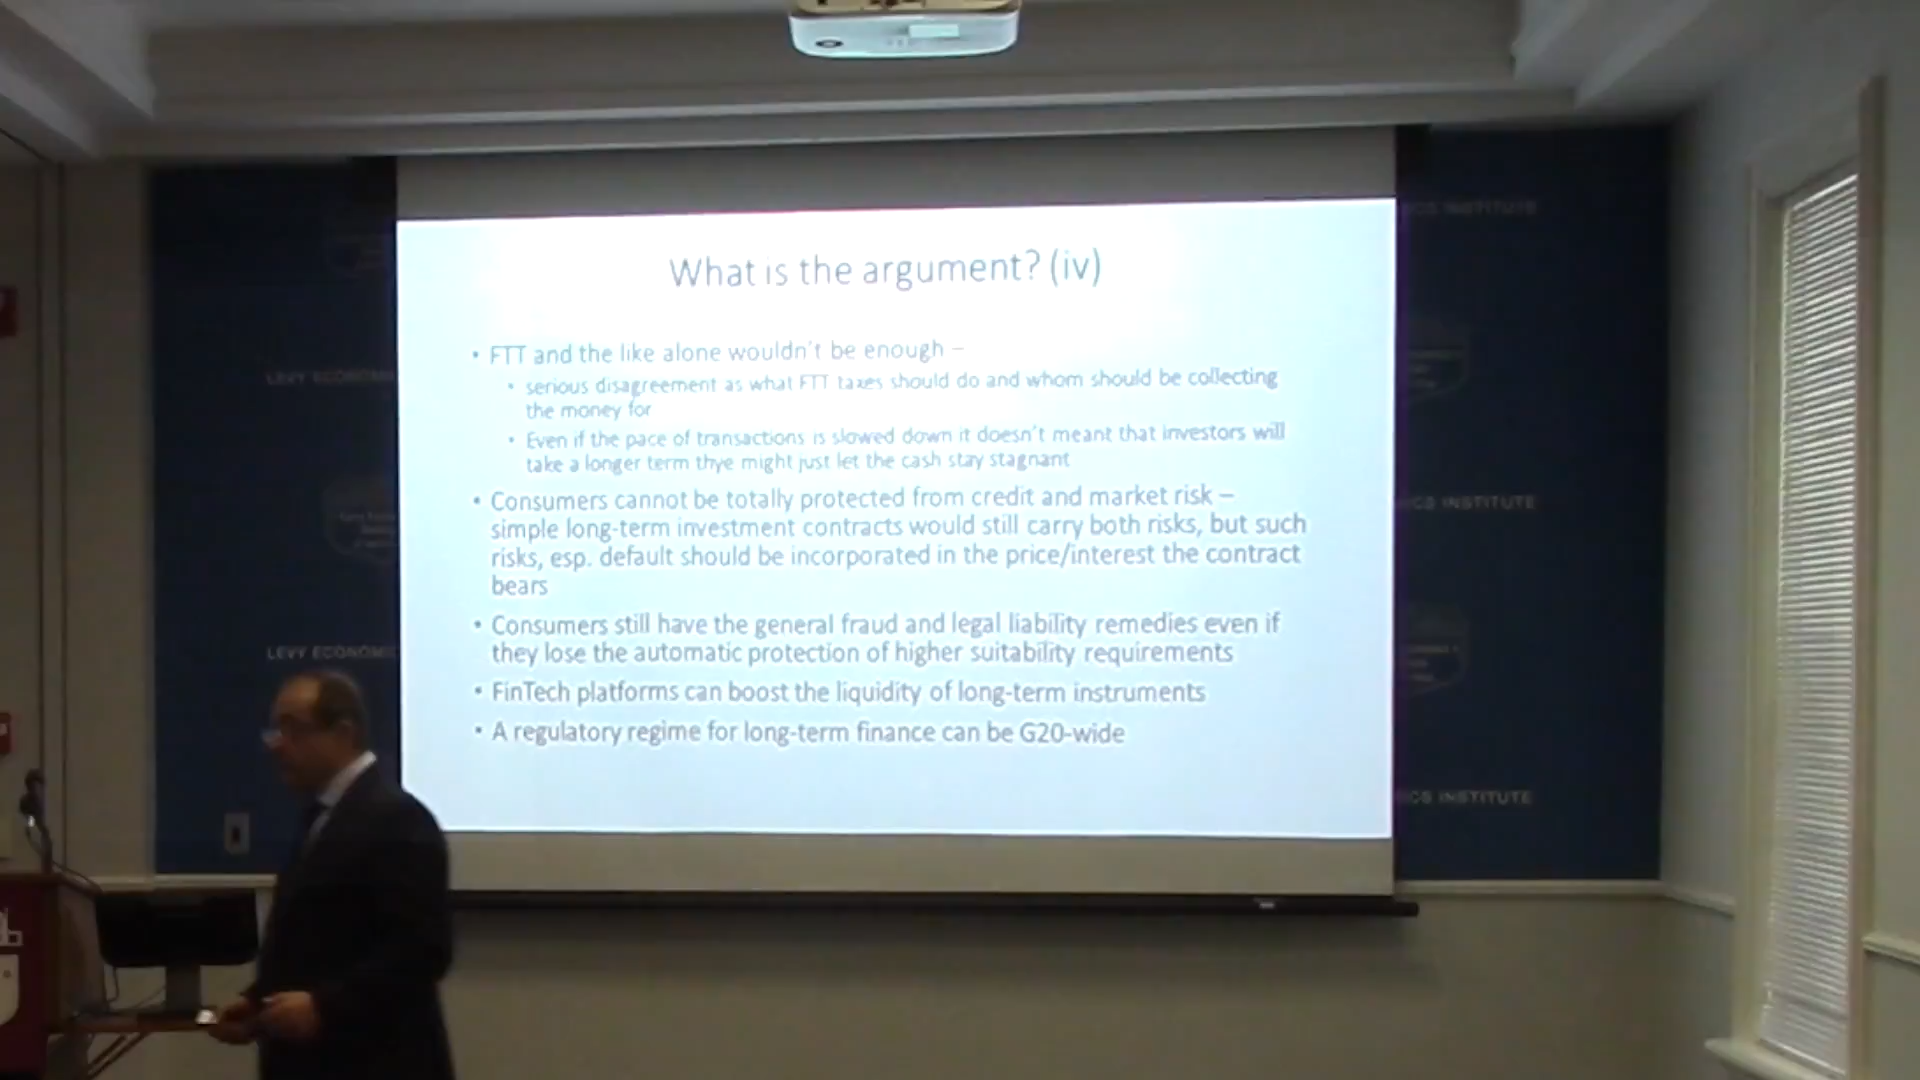 What is the argument? (iv)
• FTT and the like alone wouldn't be enough –
• serious disagreement as what FTT taxes should do and whom should be collecting
the money for
• Even if the pace of transactions is slowed down it doesn't meant that investors will
take a longer term thye might just let the cash stay stagnant
• Consumers cannot be totally protected from credit and market risk –
simple long-term investment contracts would still carry both risks, but such
risks, esp. default should be incorporated in the price/interest the contract
bears
• Consumers still have the general fraud and legal liability remedies even if
they lose the automatic protection of higher suitability requirements
• FinTech platforms can boost the liquidity of long-term instruments
• A regulatory regime for long-term finance can be G20-wide
LEVY ECONOMIC
LEVY ECONOMIC
ICS INSTITUTE
ICS INSTITUTE
ICS INSTITUTE